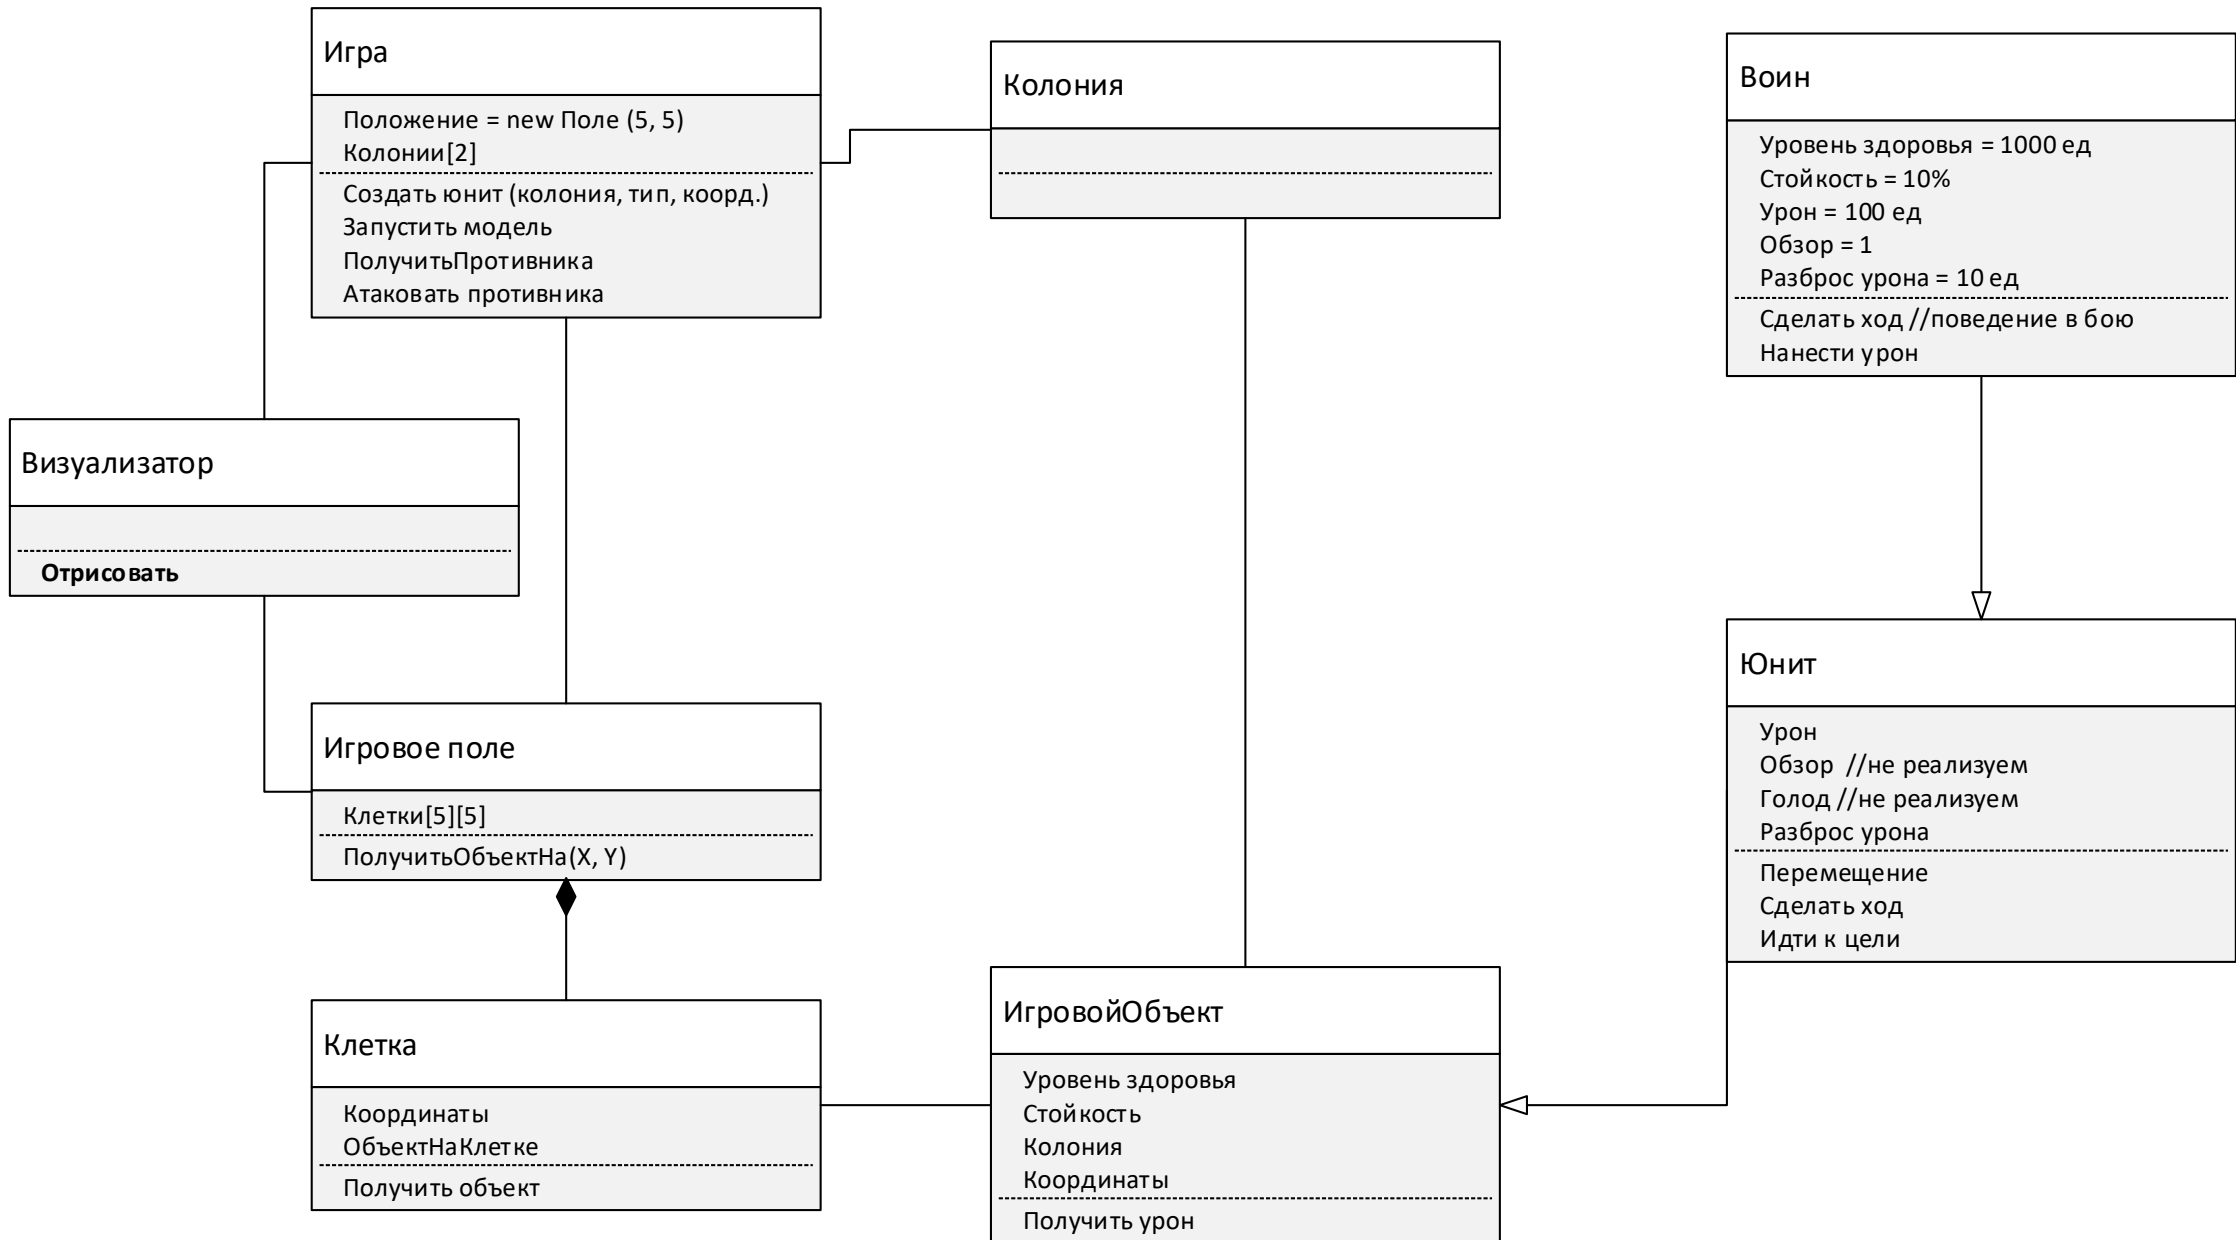 Игра
Положение = new Поле (5, 5)
Колонии[2]
Создать юнит (колония, тип, коорд.)
Запустить модель
ПолучитьПротивника
Атаковать противника
Колония
Воин
Уровень здоровья = 1000 ед
Стойкость = 10%
Урон = 100 ед
Обзор = 1
Разброс урона = 10 ед
Сделать ход //поведение в бою
Нанести урон
Визуализатор
Отрисовать
Юнит
Урон
Обзор //не реализуем
Голод //не реализуем
Разброс урона
Перемещение
Сделать ход
Идти к цели
Игровое поле
Клетки[5][5]
ПолучитьОбъектНа(X, Y)
Клетка
Координаты
ОбъектНаКлетке
Получить объект
ИгровойОбъект
Уровень здоровья
Стойкость
Колония
Координаты
Получить урон